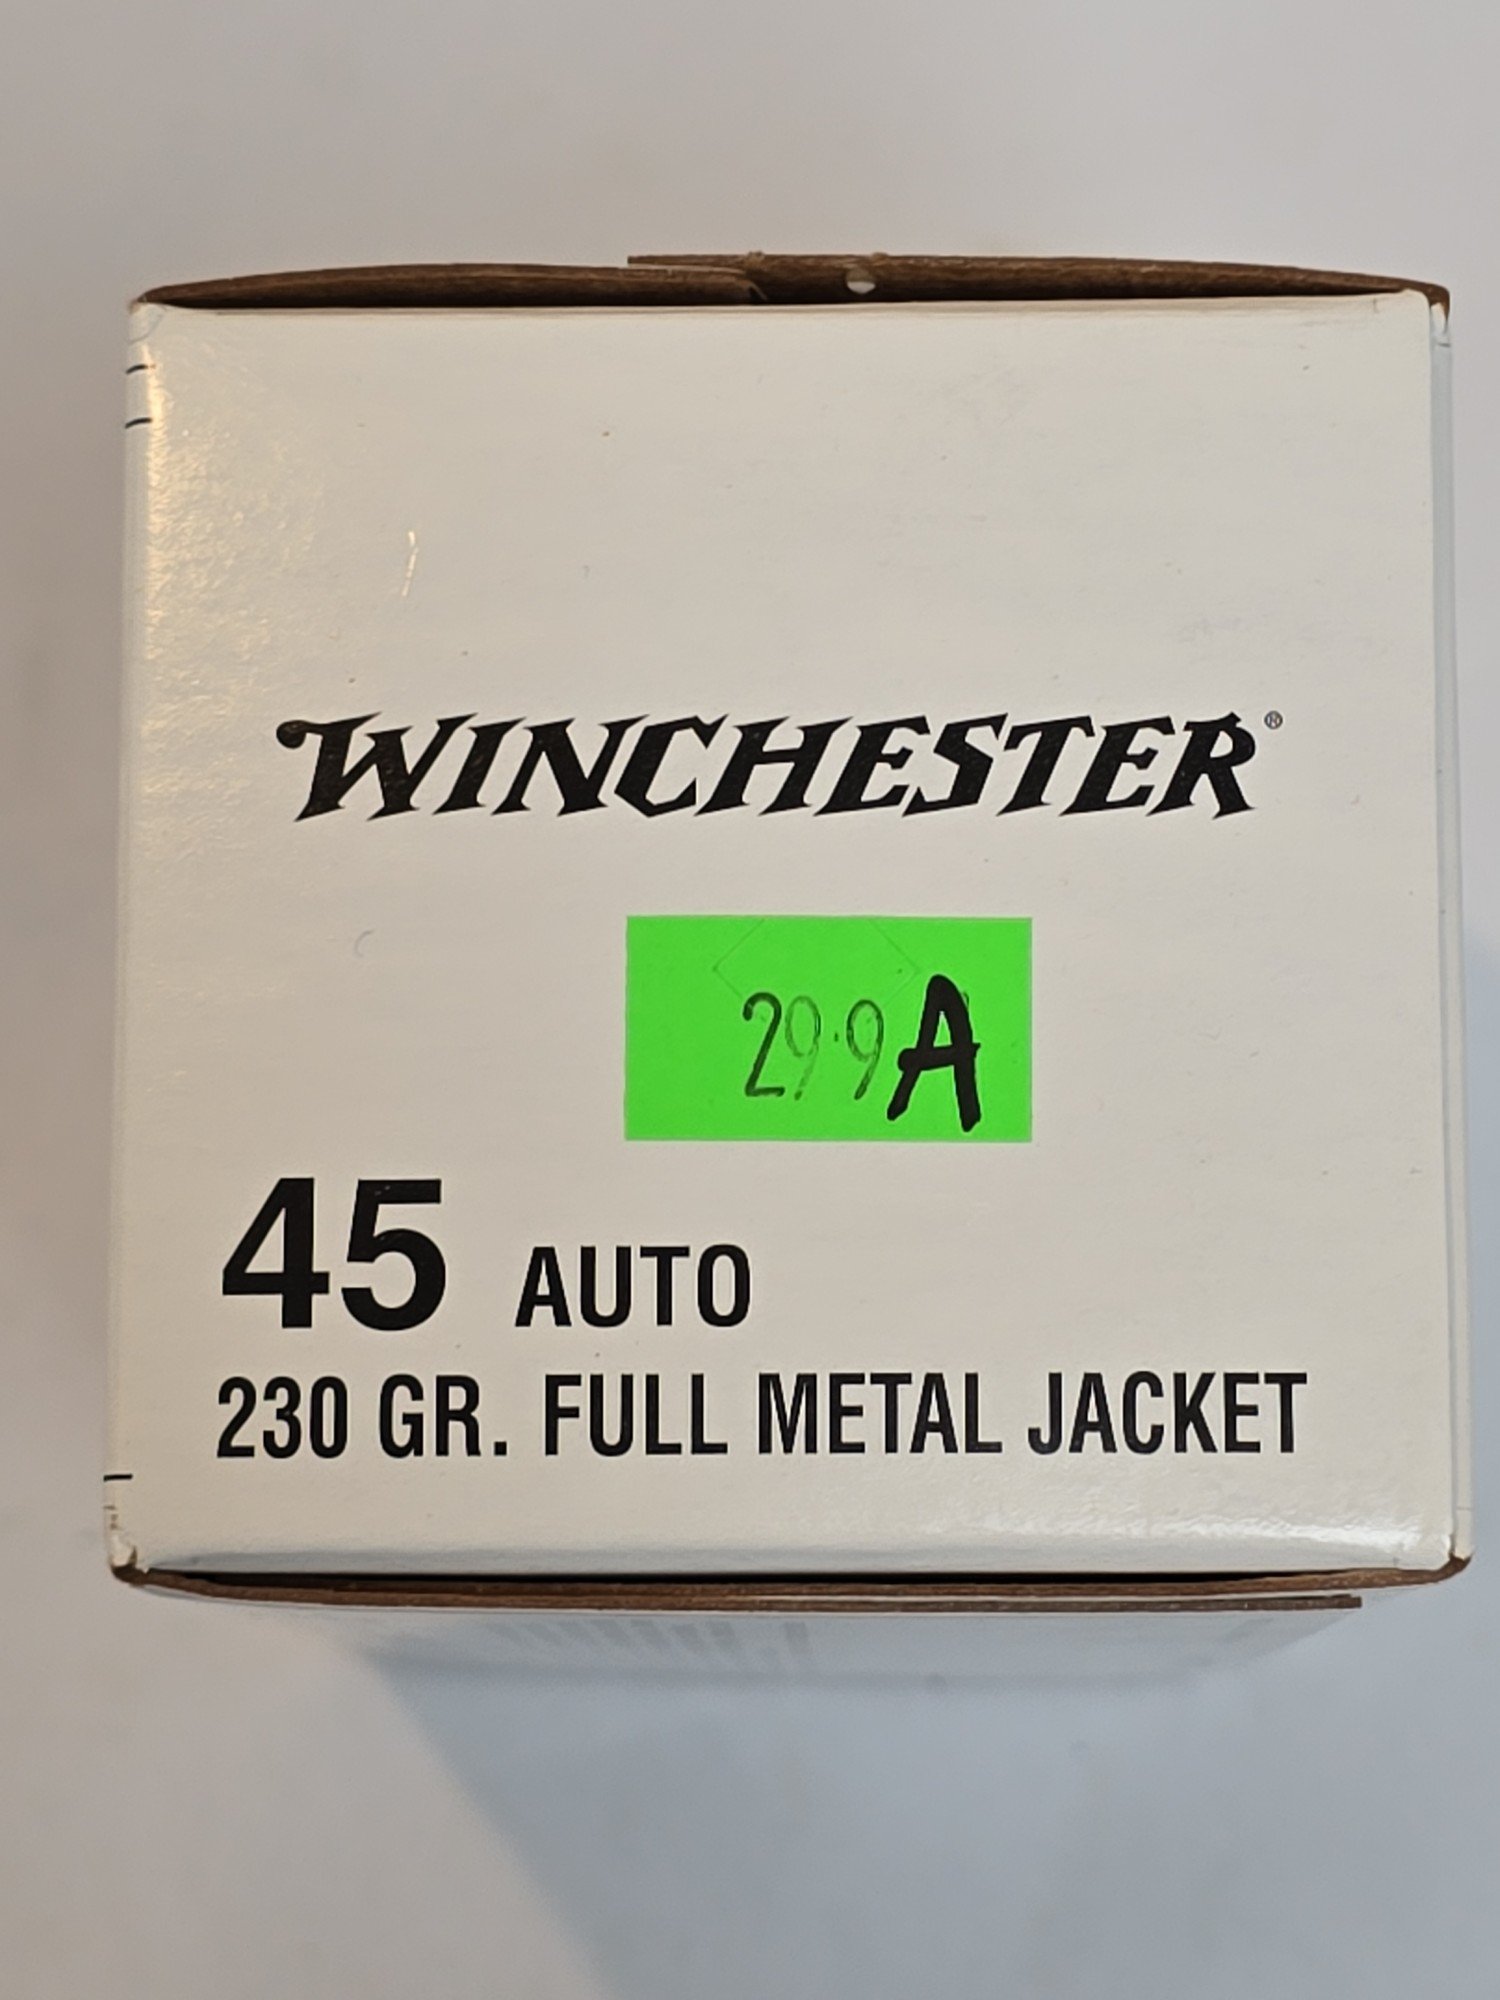 WINCHESTER®
29.9A
45 AUTO
230 GR. FULL METAL JACKET